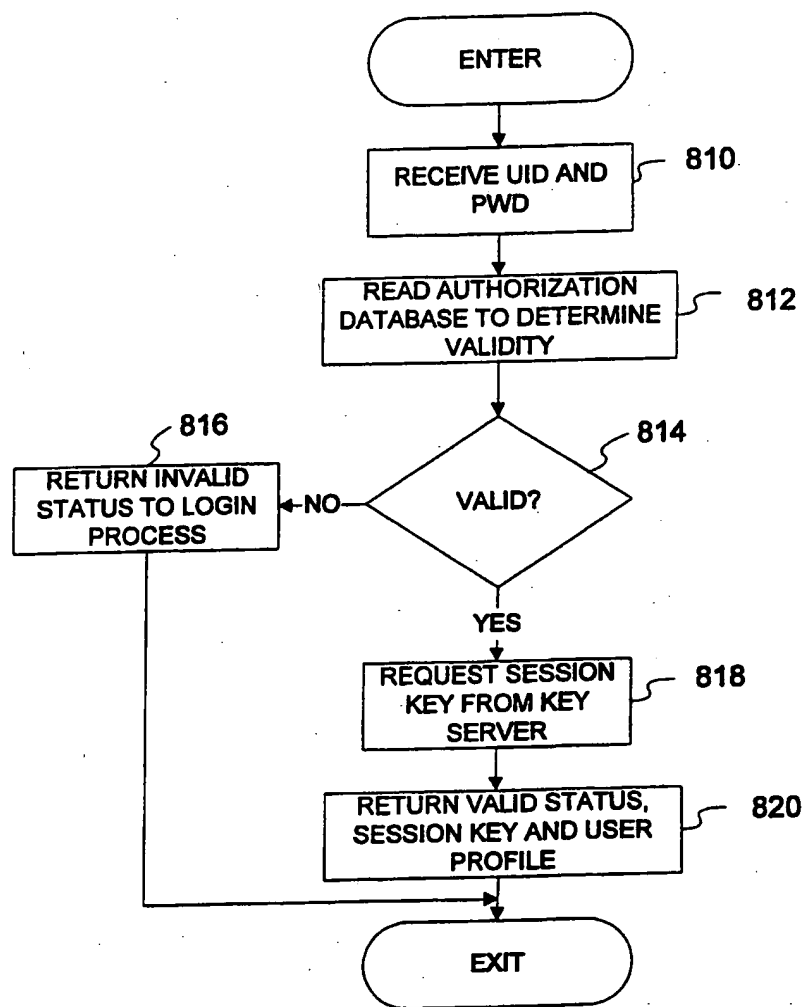 ENTER
RECEIVE UID AND
PWD
810
READ AUTHORIZATION
DATABASE TO DETERMINE
VALIDITY
812
VALID?
814
NO
816
RETURN INVALID
STATUS TO LOGIN
PROCESS
YES
REQUEST SESSION
KEY FROM KEY
SERVER
818
RETURN VALID STATUS,
SESSION KEY AND USER
PROFILE
820
EXIT